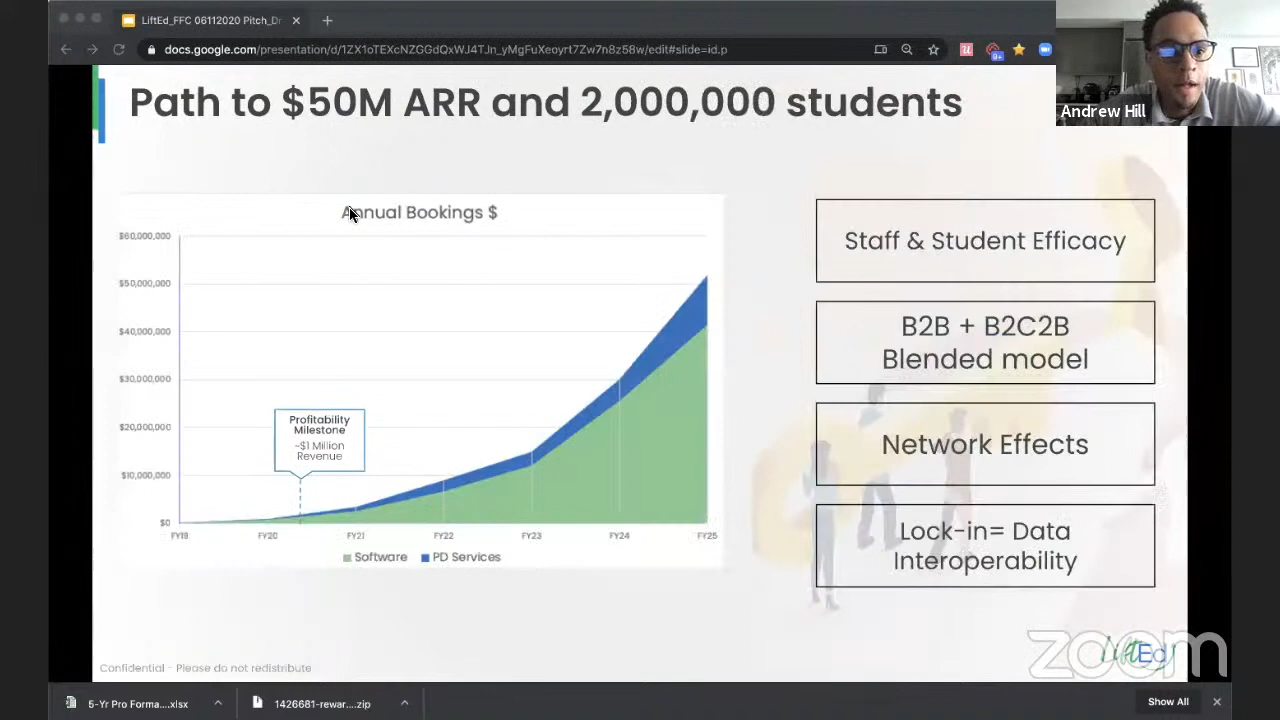 LiftEd_FFC 06112020 Pitch_Dr
docs.google.com/presentation/d/1ZX1oTEXcNZGGdQxWJ4TJn_yMgFuXeoyrt7Zw7n8z58w/edit#slide=id.p
9+
Andrew Hill
Path to $50M ARR and 2,000,000 students
Annual Bookings $
$60,000,000
$50,000,000
$40,000,000
$30,000,000
$20,000,000
$10,000,000
$0
Profitability
Milestone
~$1 Million
Revenue
FY19 FY20 FY21 FY22 FY23 FY24 FY25
Software PD Services
Staff & Student Efficacy
B2B + B2C2B
Blended model
Network Effects
Lock-in= Data
Interoperability
Confidential - Please do not redistribute
LiftEd
zoom
5-Yr Pro Forma....xlsx
1426681-rewar....zip
Show All